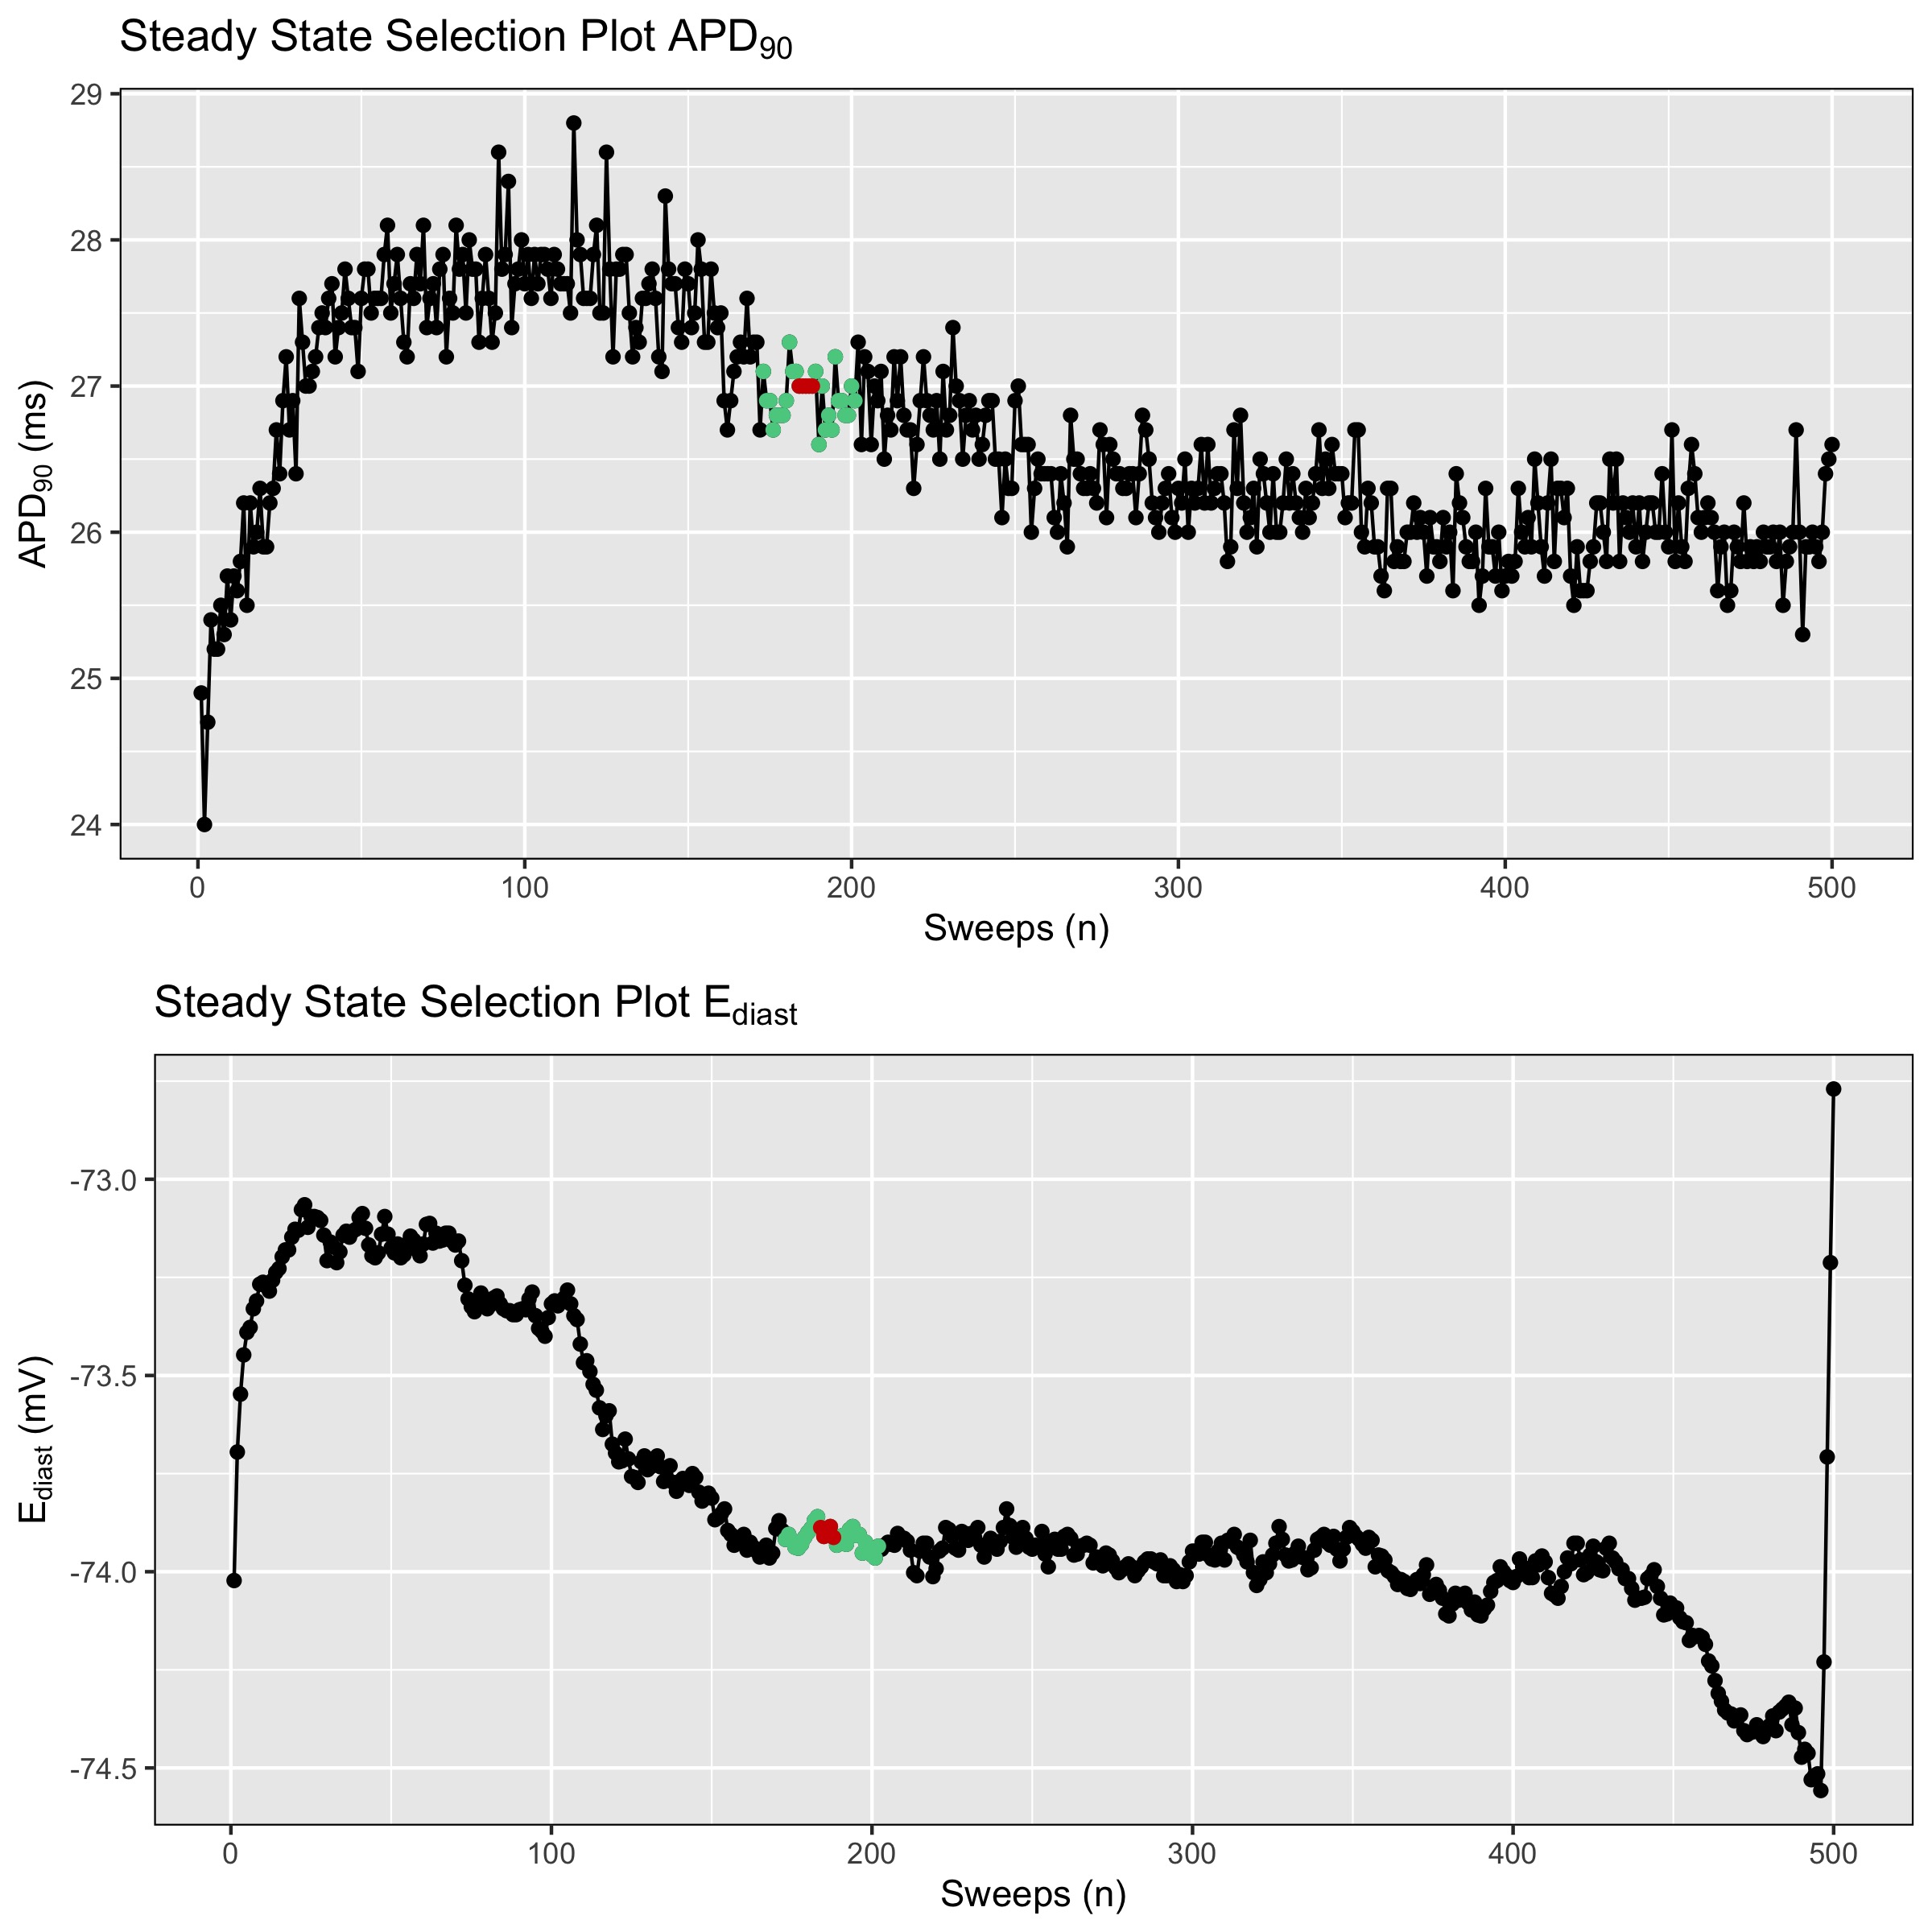 Steady State Selection Plot APD90
29
28
27
26
25
24
APD90 (ms)
0 100 200 300 400 500
Sweeps (n)
Steady State Selection Plot Ediast
-73.0
-73.5
-74.0
-74.5
Ediast (mV)
0 100 200 300 400 500
Sweeps (n)